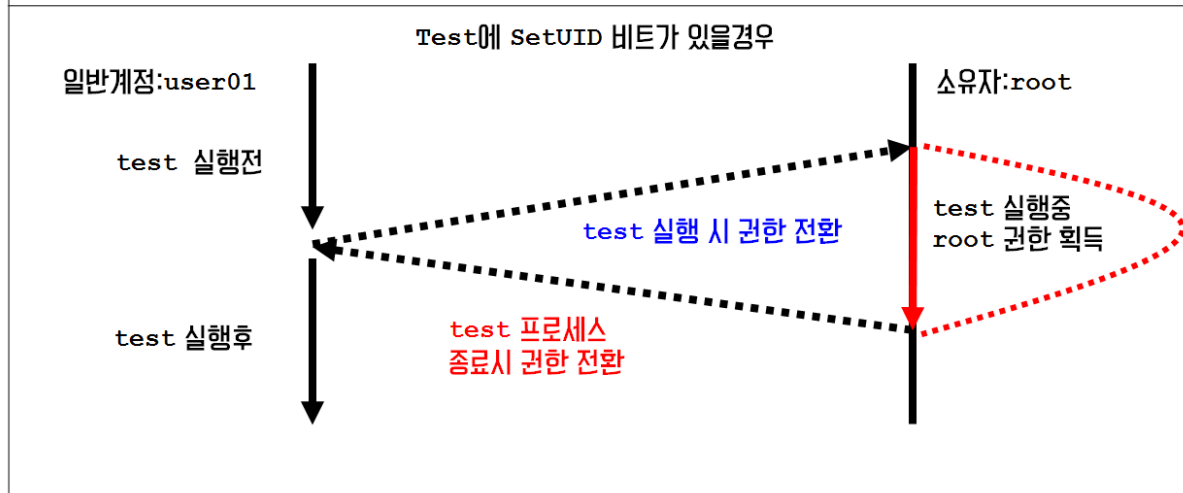 Test에 SetUID 비트가 있을경우
일반계정:user01
소유자:root
test 실행전
test 실행 시 권한 전환
test 실행중
root 권한 획득
test 실행후
test 프로세스
종료시 권한 전환